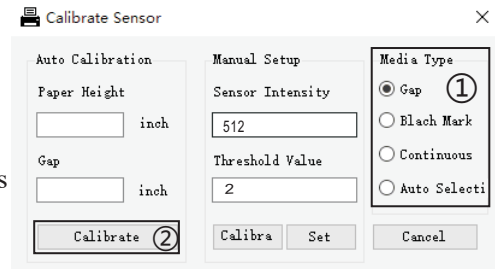 Calibrate Sensor
Auto Calibration
Paper Height
inch
Gap
inch
Calibrate ②
Manual Setup
Sensor Intensity
512
Threshold Value
2
Calibra Set
Media Type
Gap ①
Blach Mark
Continuous
Auto Selecti
Cancel
s